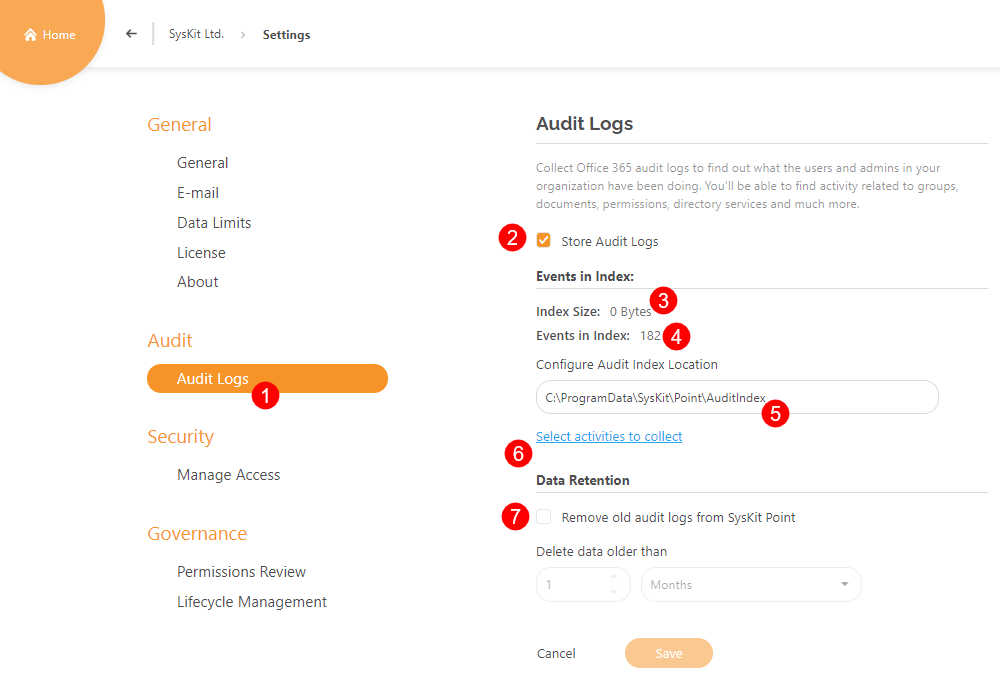 Home
SysKit Ltd. › Settings
General
General
E-mail
Data Limits
License
About
Audit
Audit Logs
1
Security
Manage Access
Governance
Permissions Review
Lifecycle Management
Audit Logs
Collect Office 365 audit logs to find out what the users and admins in your
organization have been doing. You'll be able to find activity related to groups,
documents, permissions, directory services and much more.
2 Store Audit Logs
Events in Index:
Index Size: 0 Bytes 3
Events in Index: 182 4
Configure Audit Index Location
C:\ProgramData\SysKit\Point\AuditIndex
5
Select activities to collect
6
Data Retention
7 Remove old audit logs from SysKit Point
Delete data older than
1 Months
Cancel Save